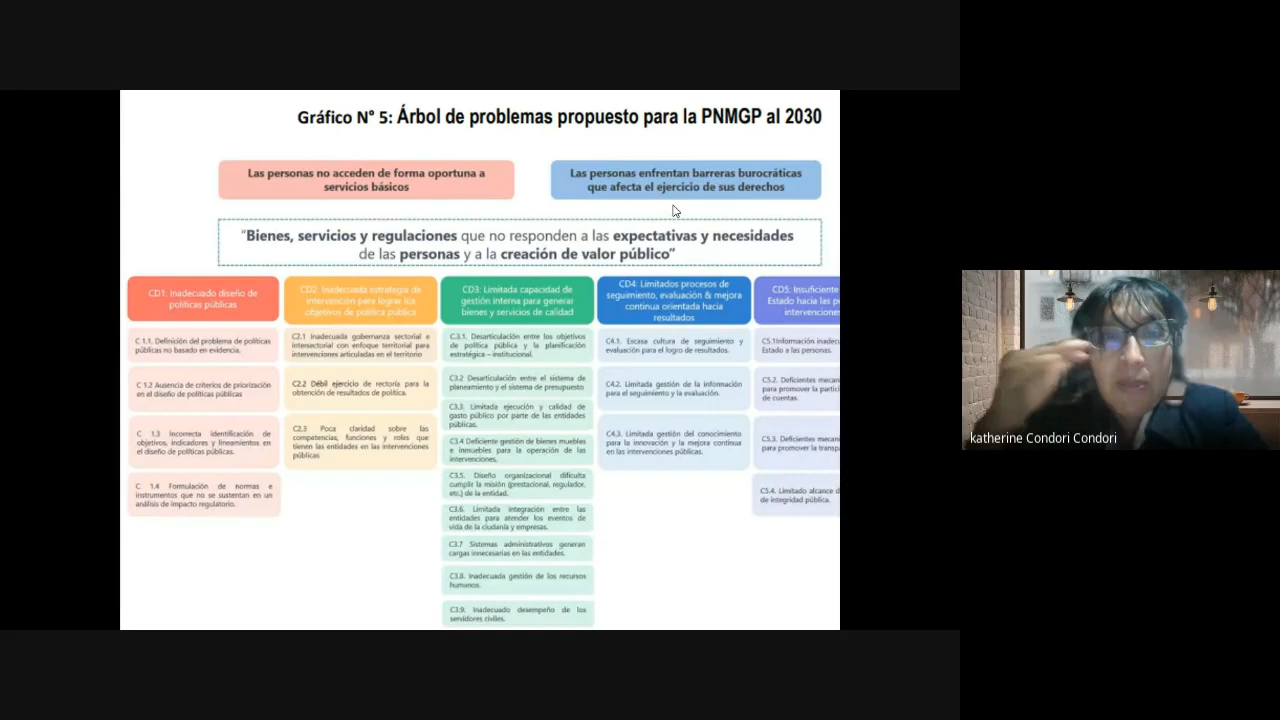 Gráfico N° 5: Árbol de problemas propuesto para la PNMGP al 2030
Las personas no acceden de forma oportuna a
servicios básicos
Las personas enfrentan barreras burocráticas
que afecta el ejercicio de sus derechos
"Bienes, servicios y regulaciones que no responden a las expectativas y necesidades
de las personas y a la creación de valor público"
CD1: Inadecuado diseño de
políticas públicas
C 1.1. Definición del problema de políticas
públicas no basado en evidencia.
C 1.2 Ausencia de criterios de priorización
en el diseño de políticas públicas
C 1.3 Incorrecta identificación de
objetivos, indicadores y lineamientos en
el diseño de políticas públicas.
C 1.4 Formulación de normas e
instrumentos que no se sustentan en un
análisis de impacto regulatorio.
CD2: Inadecuada estrategia de
intervención para lograr los
objetivos de política pública
C2.1 Inadecuada gobernanza sectorial e
intersectorial con enfoque territorial para
intervenciones articuladas en el territorio
C2.2 Débil ejercicio de rectoría para la
obtención de resultados de política.
C2.3 Poca claridad sobre las
competencias, funciones y roles que
tienen las entidades en las intervenciones
públicas
CD3: Limitada capacidad de
gestión interna para generar
bienes y servicios de calidad
C.3.1. Desarticulación entre los objetivos
de política pública y la planificación
estratégica – institucional.
C3.2 Desarticulación entre el sistema de
planeamiento y el sistema de presupuesto
C3.3. Limitada ejecución y calidad de
gasto público por parte de las entidades
públicas.
C3.4 Deficiente gestión de bienes muebles
e inmuebles para la operación de las
intervenciones.
C3.5. Diseño organizacional dificulta
cumplir la misión (prestacional, regulador,
etc.) de la entidad.
C3.6. Limitada integración entre las
entidades para atender los eventos de
vida de la ciudanía y empresas.
C3.7 Sistemas administrativos generan
cargas innecesarias en las entidades.
C3.8. Inadecuada gestión de los recursos
humanos.
C3.9. Inadecuado desempeño de los
servidores civiles.
CD4: Limitados procesos de
seguimiento, evaluación & mejora
continua orientada hacia
resultados
C4.1. Escasa cultura de seguimiento y
evaluación para el logro de resultados.
C4.2. Limitada gestión de la información
para el seguimiento y la evaluación.
C4.3. Limitada gestión del conocimiento
para la innovación y la mejora continua
en las intervenciones públicas.
CD5: Insuficiente
Estado hacia las pe
intervencione
C5.1Información inadec
Estado a las personas.
C5.2. Deficientes mecan
para promover la partici
de cuentas.
C5.3. Deficientes mecan
para promover la transp
C5.4. Limitado alcance d
de integridad pública.
katherine Condori Condori